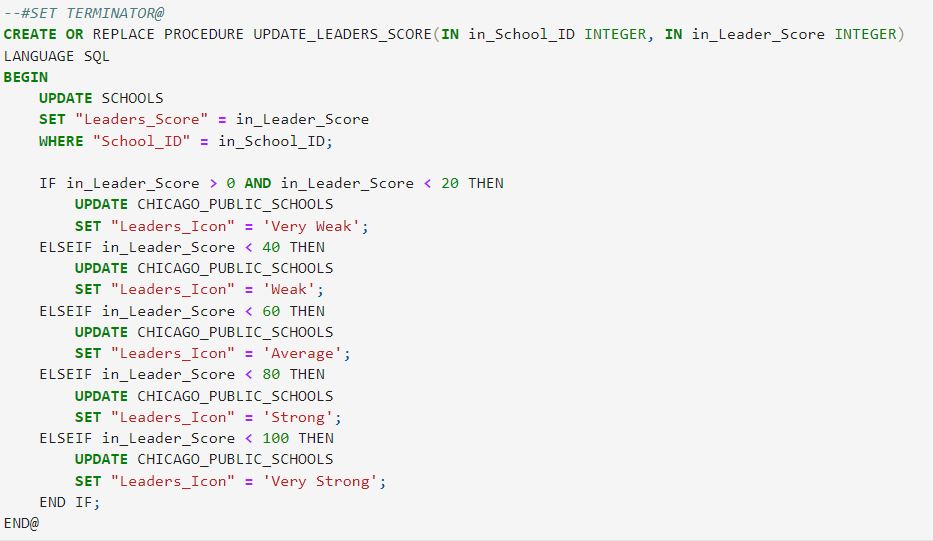 --#SET TERMINATOR@
CREATE OR REPLACE PROCEDURE UPDATE_LEADERS_SCORE(IN in_School_ID INTEGER, IN in_Leader_Score INTEGER)
LANGUAGE SQL
BEGIN
    UPDATE SCHOOLS
    SET "Leaders_Score" = in_Leader_Score
    WHERE "School_ID" = in_School_ID;

    IF in_Leader_Score > 0 AND in_Leader_Score < 20 THEN
        UPDATE CHICAGO_PUBLIC_SCHOOLS
        SET "Leaders_Icon" = 'Very Weak';
    ELSEIF in_Leader_Score < 40 THEN
        UPDATE CHICAGO_PUBLIC_SCHOOLS
        SET "Leaders_Icon" = 'Weak';
    ELSEIF in_Leader_Score < 60 THEN
        UPDATE CHICAGO_PUBLIC_SCHOOLS
        SET "Leaders_Icon" = 'Average';
    ELSEIF in_Leader_Score < 80 THEN
        UPDATE CHICAGO_PUBLIC_SCHOOLS
        SET "Leaders_Icon" = 'Strong';
    ELSEIF in_Leader_Score < 100 THEN
        UPDATE CHICAGO_PUBLIC_SCHOOLS
        SET "Leaders_Icon" = 'Very Strong';
    END IF;
END@